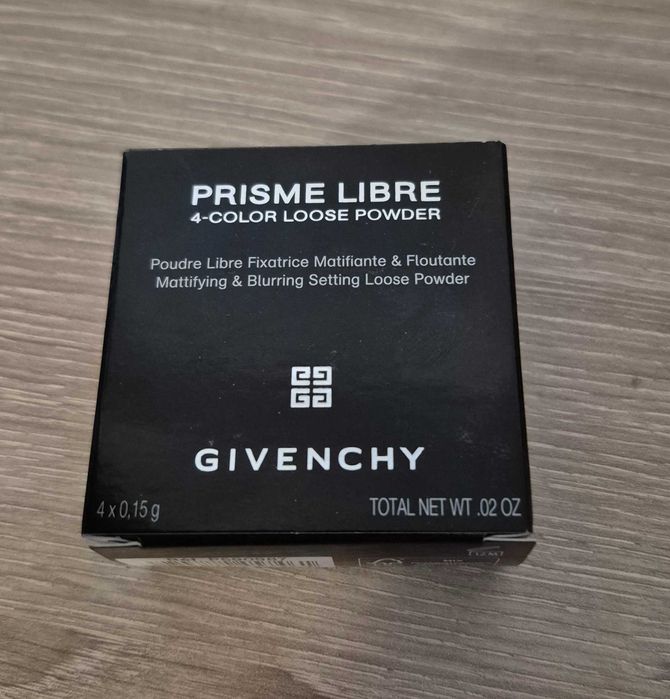 PRISME LIBRE
4-COLOR LOOSE POWDER
Poudre Libre Fixatrice Matifiante & Floutante
Mattifying & Blurring Setting Loose Powder
GIVENCHY
4 x 0,15 g
TOTAL NET WT .02 OZ
12 M